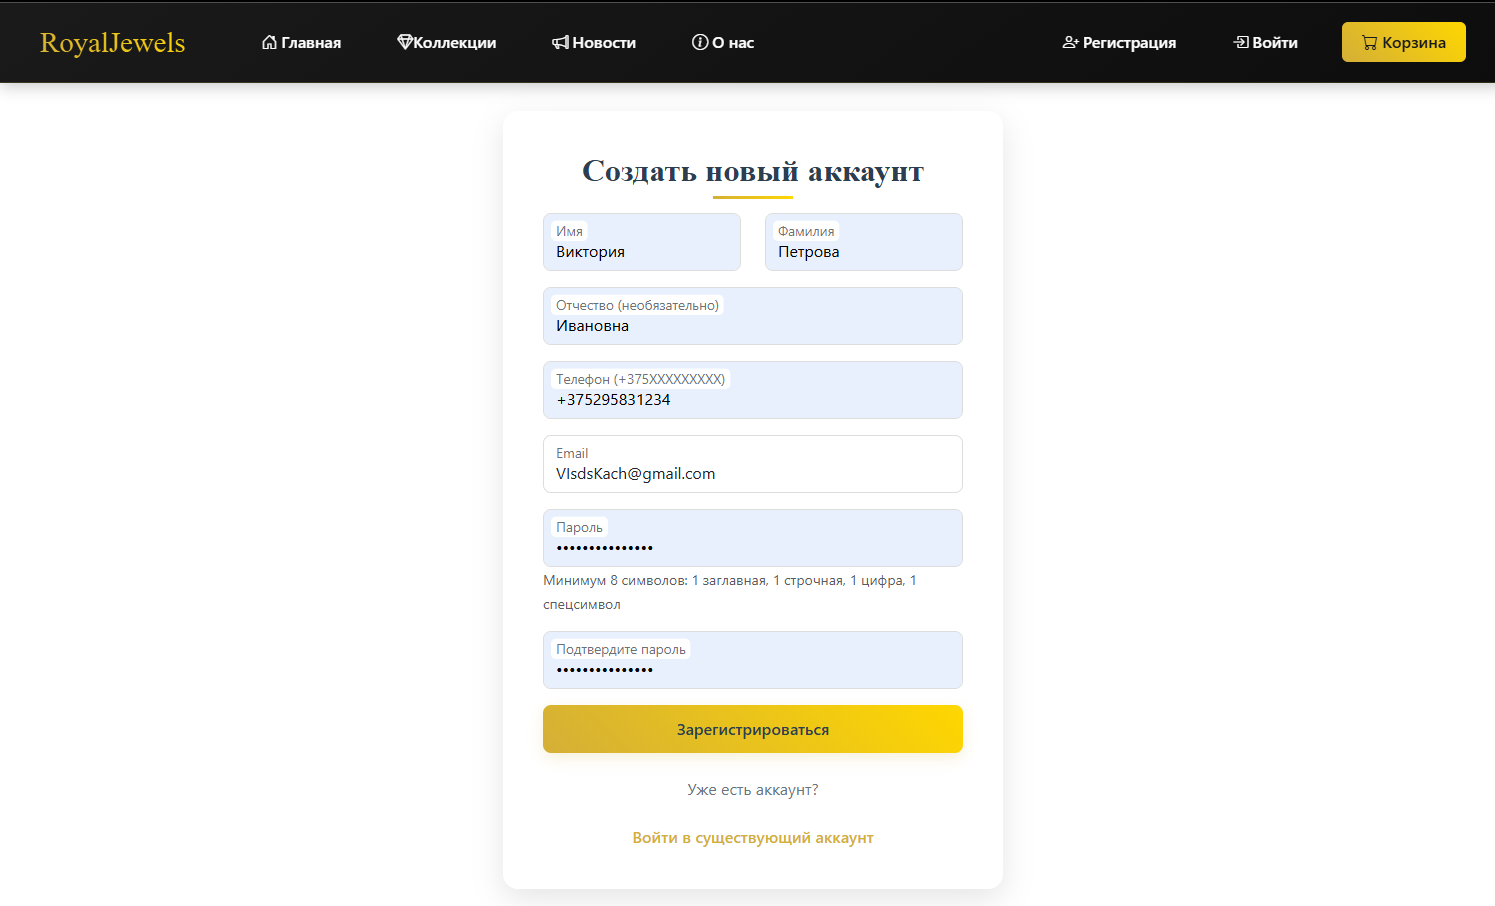 RoyalJewels
Главная
Коллекции
Новости
О нас
Регистрация
Войти
Корзина
Создать новый аккаунт
Имя
Виктория
Фамилия
Петрова
Отчество (необязательно)
Ивановна
Телефон (+375XXXXXXXXX)
+375295831234
Email
VIsdsKach@gmail.com
Пароль
•••••••••••••••
Минимум 8 символов: 1 заглавная, 1 строчная, 1 цифра, 1
спецсимвол
Подтвердите пароль
•••••••••••••••
Зарегистрироваться
Уже есть аккаунт?
Войти в существующий аккаунт